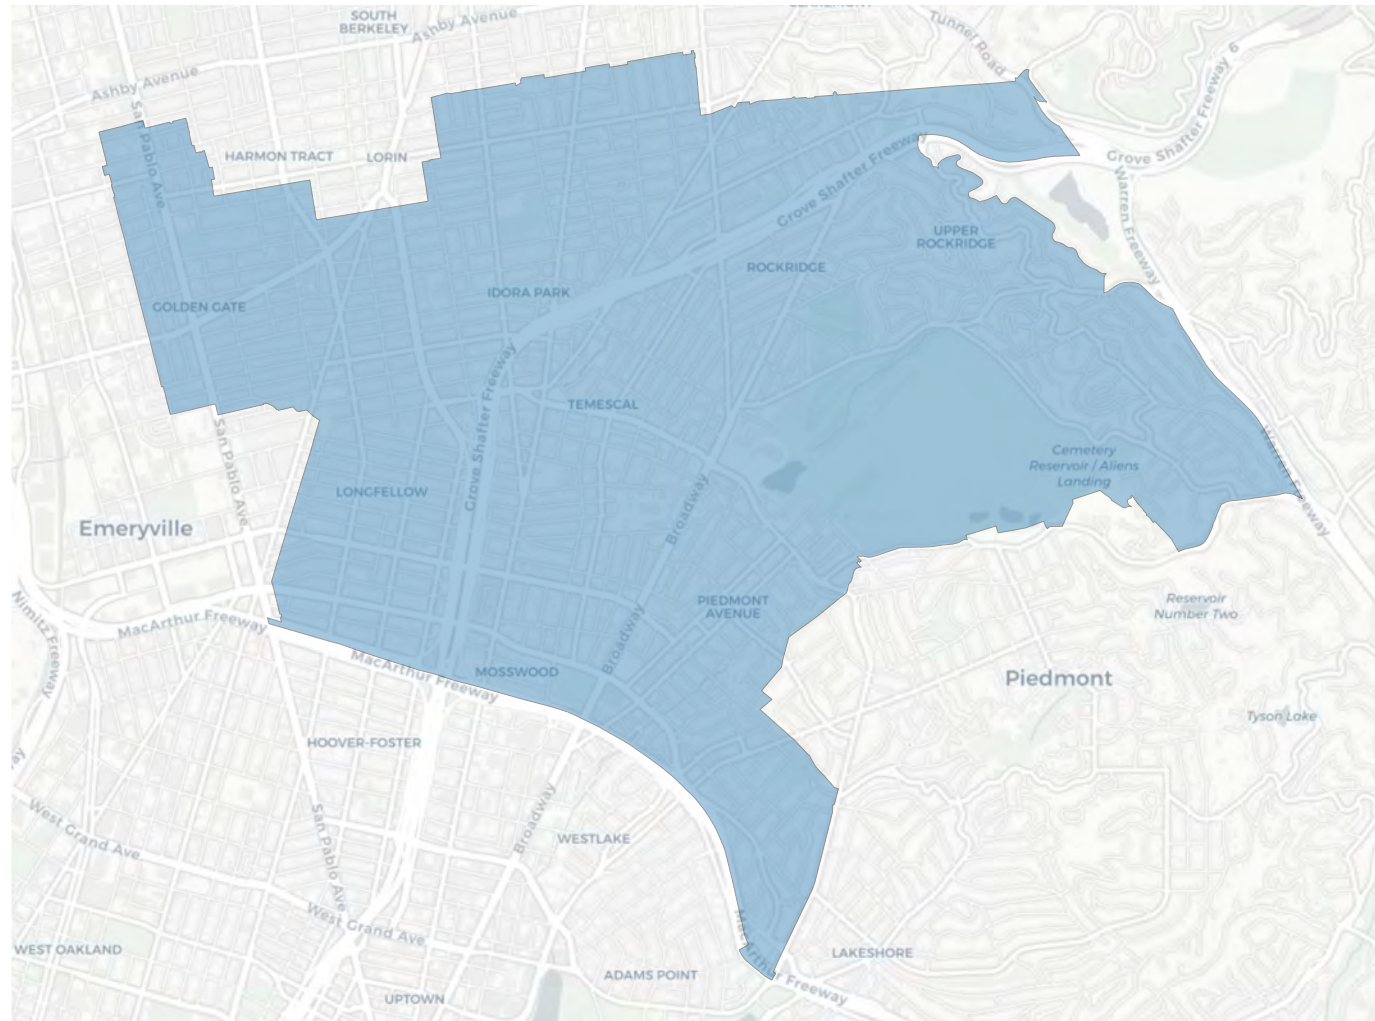 SOUTH
BERKELEY
Ashby Avenue
Tunnel Road
Grove Shafter Freeway 6
Ashby Avenue
San Pablo Ave
HARMON TRACT
LORIN
Grove Shafter Freeway
Warren Freeway
UPPER
ROCKRIDGE
ROCKRIDGE
IDORA PARK
GOLDEN GATE
Grove Shafter Freeway
TEMESCAL
Warren Freeway
Cemetery
Reservoir / Aliens
Landing
San Pablo Ave
LONGFELLOW
Broadway
Emeryville
Nimitz Freeway
MacArthur Freeway
PIEDMONT
AVENUE
Reservoir
Number Two
Broadway
MacArthur Freeway
MOSSWOOD
Piedmont
Tyson Lake
HOOVER-FOSTER
West Grand Ave
San Pablo Ave
Broadway
WESTLAKE
West Grand Ave
MacArthur Freeway
WEST OAKLAND
LAKESHORE
ADAMS POINT
UPTOWN